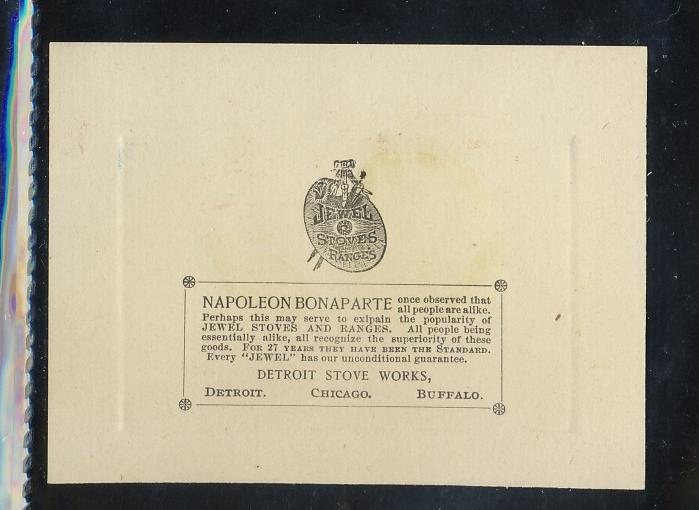 JEWEL
STOVES
RANGES
NAPOLEON BONAPARTE once observed that
all people are alike.
Perhaps this may serve to exlpain the popularity of
JEWEL STOVES AND RANGES. All people being
essentially alike, all recognize the superiority of these
goods. FOR 27 YEARS THEY HAVE BEEN THE STANDARD.
Every "JEWEL" has our unconditional guarantee.
DETROIT STOVE WORKS,
DETROIT. CHICAGO. BUFFALO.